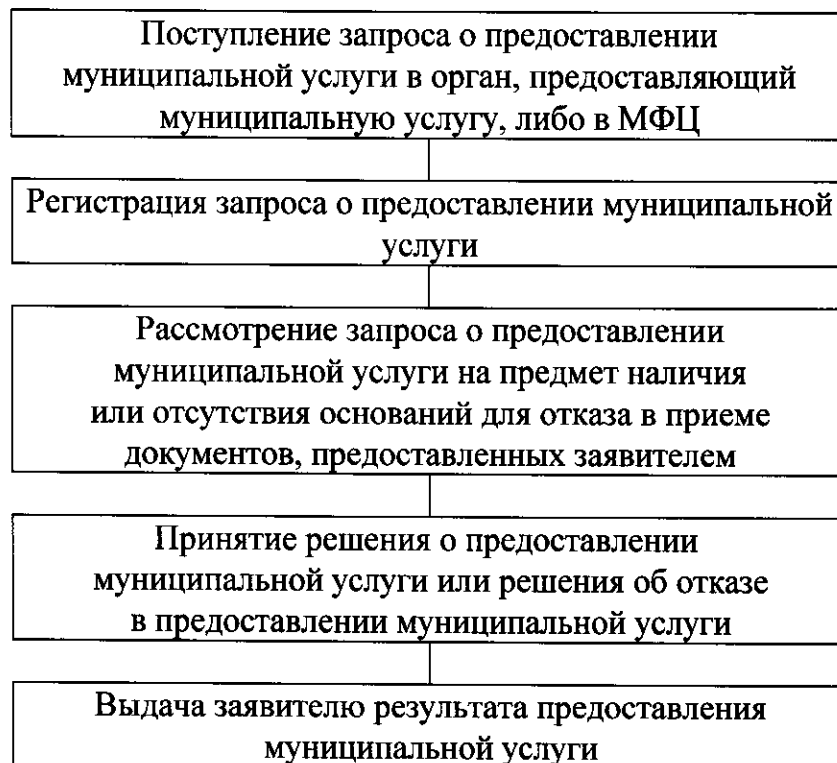 Поступление запроса о предоставлении
муниципальной услуги в орган, предоставляющий
муниципальную услугу, либо в МФЦ
Регистрация запроса о предоставлении муниципальной
услуги
Рассмотрение запроса о предоставлении
муниципальной услуги на предмет наличия
или отсутствия оснований для отказа в приеме
документов, предоставленных заявителем
Принятие решения о предоставлении
муниципальной услуги или решения об отказе
в предоставлении муниципальной услуги
Выдача заявителю результата предоставления
муниципальной услуги